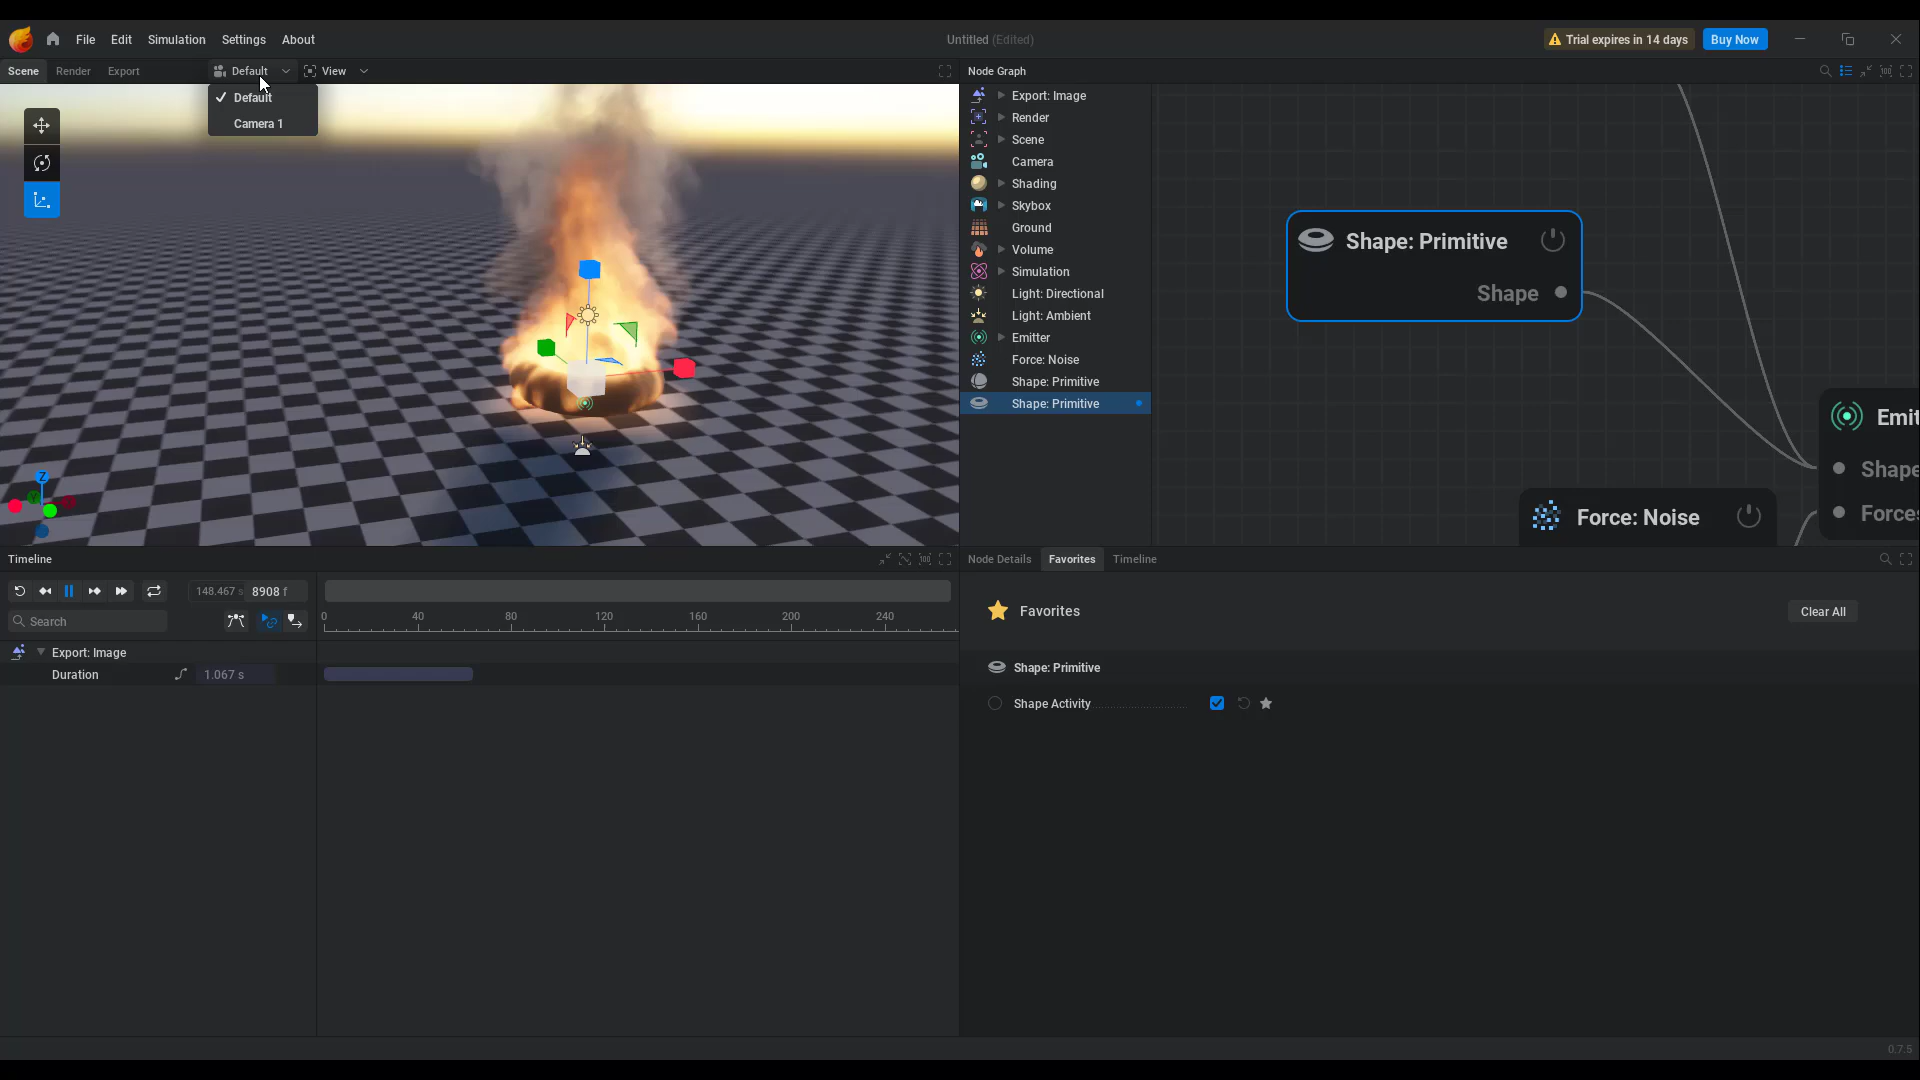 File Edit Simulation Settings About
Untitled (Edited)
Trial expires in 14 days
Buy Now
Scene Render Export
Default
View
Default
Camera 1
Z
Node Graph
Export: Image
Render
Scene
Camera
Shading
Skybox
Ground
Volume
Simulation
Light: Directional
Light: Ambient
Emitter
Force: Noise
Shape: Primitive
Shape: Primitive
Shape: Primitive
Shape
Emit
Shape
Forces
Force: Noise
Timeline
148.467 s 8908 f
Search
0 40 80 120 160 200 240
Export: Image
Duration 1.067 s
Node Details Favorites Timeline
Favorites
Clear All
Shape: Primitive
Shape Activity
0.7.5